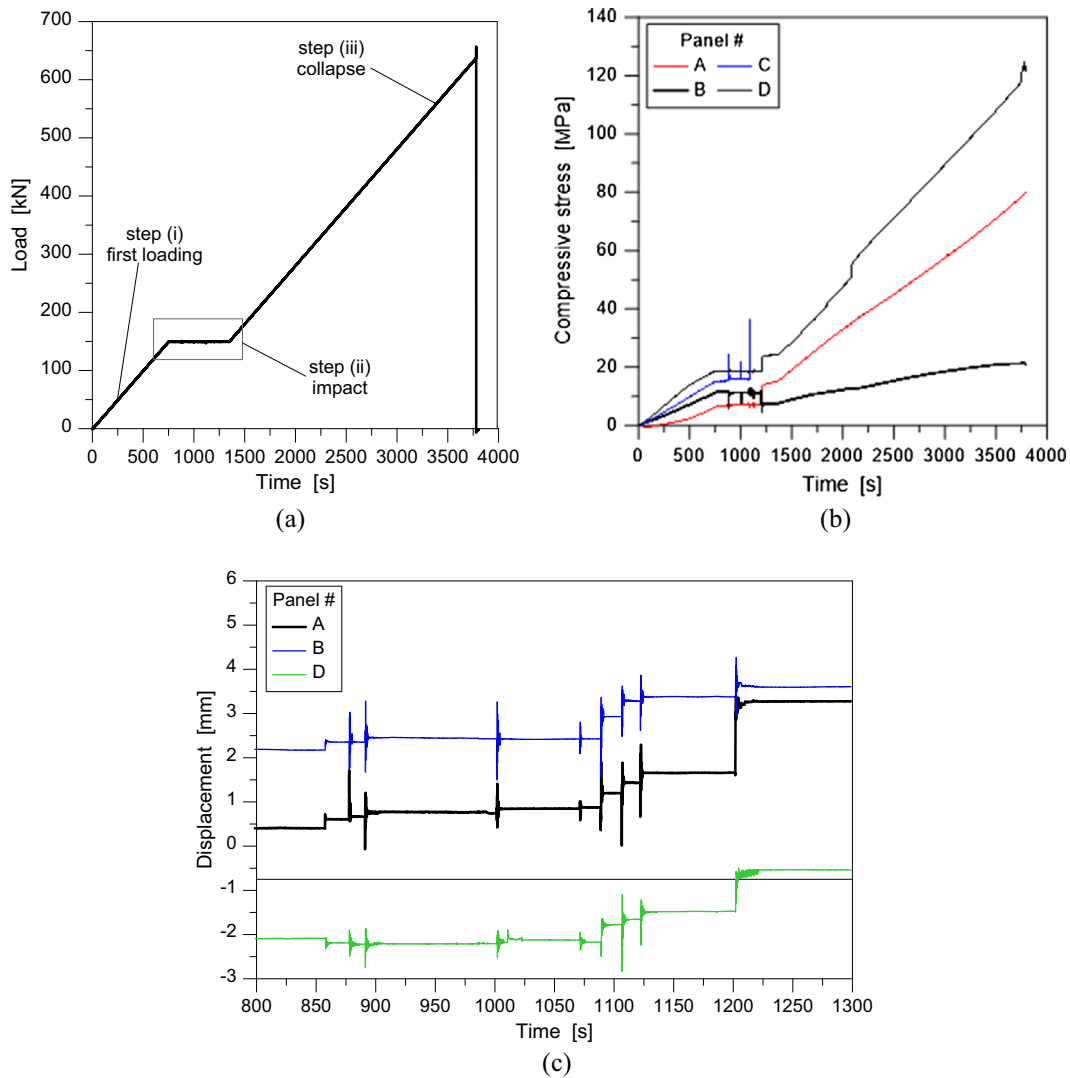 700
600
500
400
300
200
100
0
Load [kN]
step (iii)
collapse
step (i)
first loading
step (ii)
impact
0 500 1000 1500 2000 2500 3000 3500 4000
Time [s]
(a)
140
120
100
80
60
40
20
0
Compressive stress [MPa]
Panel #
A C
B D
0 500 1000 1500 2000 2500 3000 3500 4000
Time [s]
(b)
6
5
4
3
2
1
0
-1
-2
-3
Displacement [mm]
Panel #
A
B
D
800 850 900 950 1000 1050 1100 1150 1200 1250 1300
Time [s]
(c)